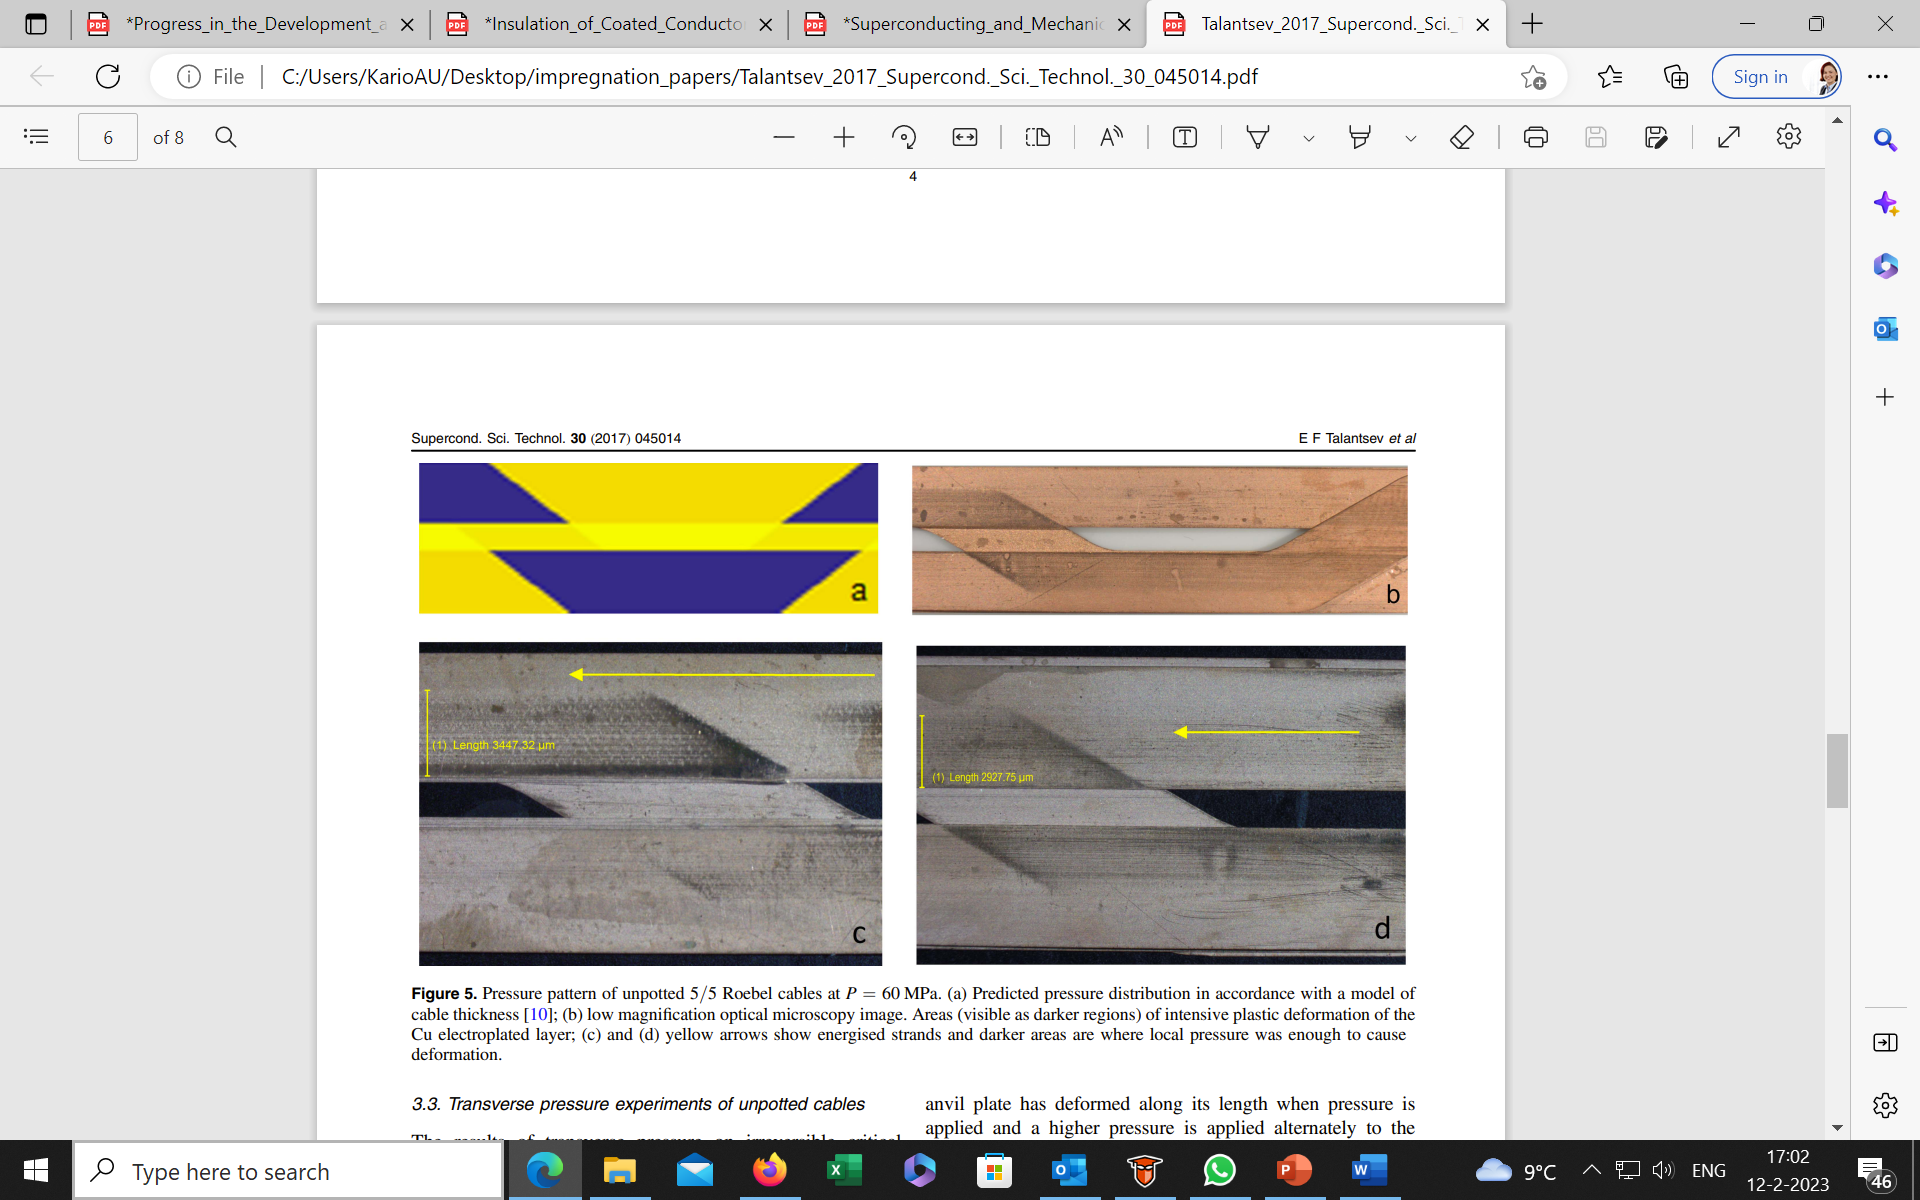 *Progress_in_the_Development_a
*Insulation_of_Coated_Conducto
*Superconducting_and_Mechanic
Talantsev_2017_Supercond._Sci._T
File
C:/Users/KarioAU/Desktop/impregnation_papers/Talantsev_2017_Supercond._Sci._Technol._30_045014.pdf
Sign in
6 of 8
4
Supercond. Sci. Technol. 30 (2017) 045014
E F Talantsev et al
a
b
(1) Length 3447.32 µm
c
(1) Length 2927.75 µm
d
Figure 5. Pressure pattern of unpotted 5/5 Roebel cables at P = 60 MPa. (a) Predicted pressure distribution in accordance with a model of
cable thickness [10]; (b) low magnification optical microscopy image. Areas (visible as darker regions) of intensive plastic deformation of the
Cu electroplated layer; (c) and (d) yellow arrows show energised strands and darker areas are where local pressure was enough to cause
deformation.
3.3. Transverse pressure experiments of unpotted cables
anvil plate has deformed along its length when pressure is
applied and a higher pressure is applied alternately to the
Type here to search
9°C
ENG
17:02
12-2-2023
46